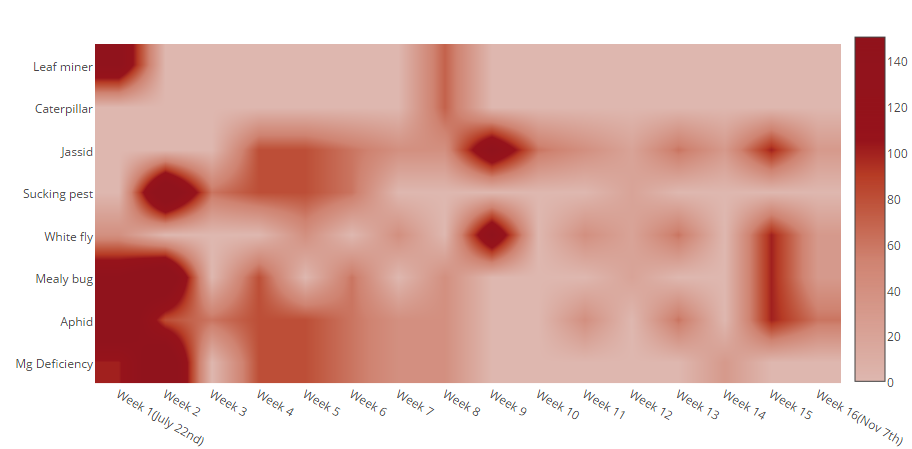 Leaf miner
Caterpillar
Jassid
Sucking pest
White fly
Mealy bug
Aphid
Mg Deficiency
Week 1(July 22nd)
Week 2
Week 3
Week 4
Week 5
Week 6
Week 7
Week 8
Week 9
Week 10
Week 11
Week 12
Week 13
Week 14
Week 15
Week 16(Nov 7th)
140
120
100
80
60
40
20
0